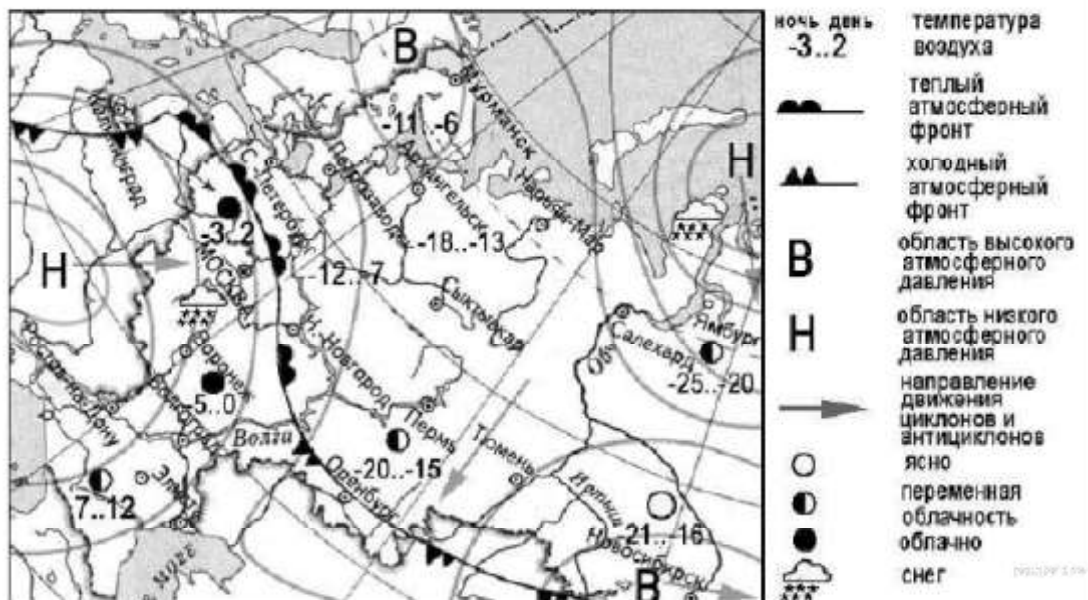 В
Мурманск
-11..-6
Калининград
С.-Петербург
Петрозаводск
Архангельск
Нарьян-Мар
Н
-3..2
МОСКВА
-12..-7
-18..-13
Н
Сыктывкар
Н.-Новгород
Воронеж
-5..0
Обь
Салехард
Ямбург
-25..-20
Ростов-на-Дону
Волгоград
Волга
Пермь
-20..-15
Тюмень
Оренбург
Иртыш
7..12
Элиста
-21..-16
Новосибирск
В
море
ночь день
-3..2
температура
воздуха
теплый
атмосферный
фронт
холодный
атмосферный
фронт
В
область высокого
атмосферного
давления
Н
область низкого
атмосферного
давления
направление
движения
циклонов и
антициклонов
ясно
переменная
облачность
облачно
снег